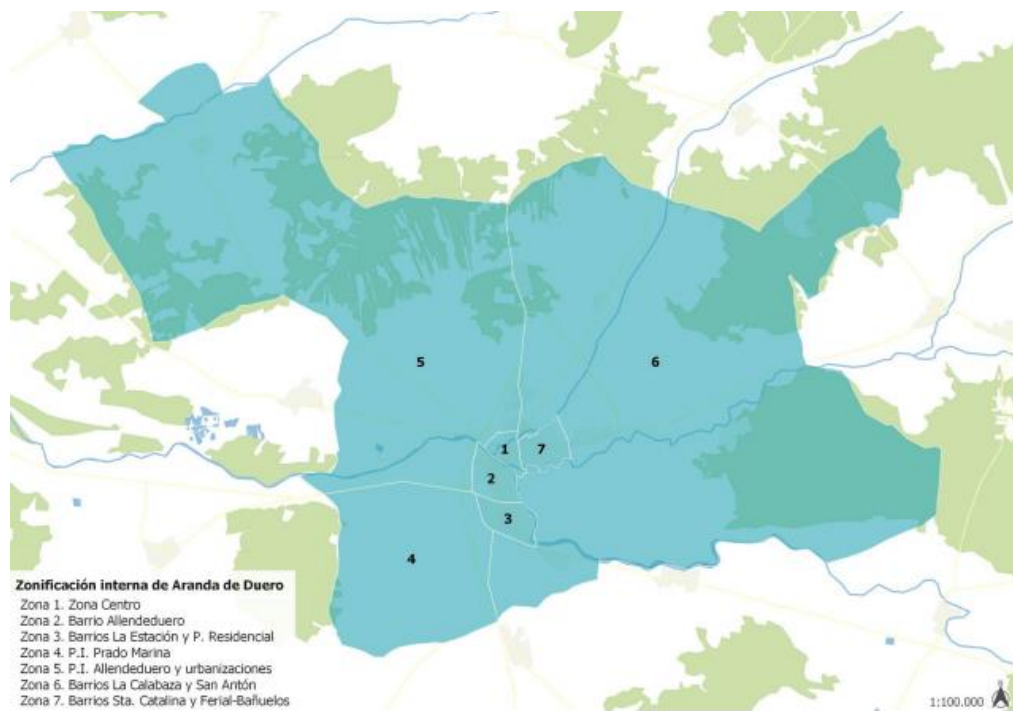 5
6
1
7
2
3
4
Zonificación interna de Aranda de Duero
Zona 1. Zona Centro
Zona 2. Barrio Allendeduero
Zona 3. Barrios La Estación y P. Residencial
Zona 4. P.I. Prado Marina
Zona 5. P.I. Allendeduero y urbanizaciones
Zona 6. Barrios La Calabaza y San Antón
Zona 7. Barrios Sta. Catalina y Ferial-Bañuelos
1:100.000